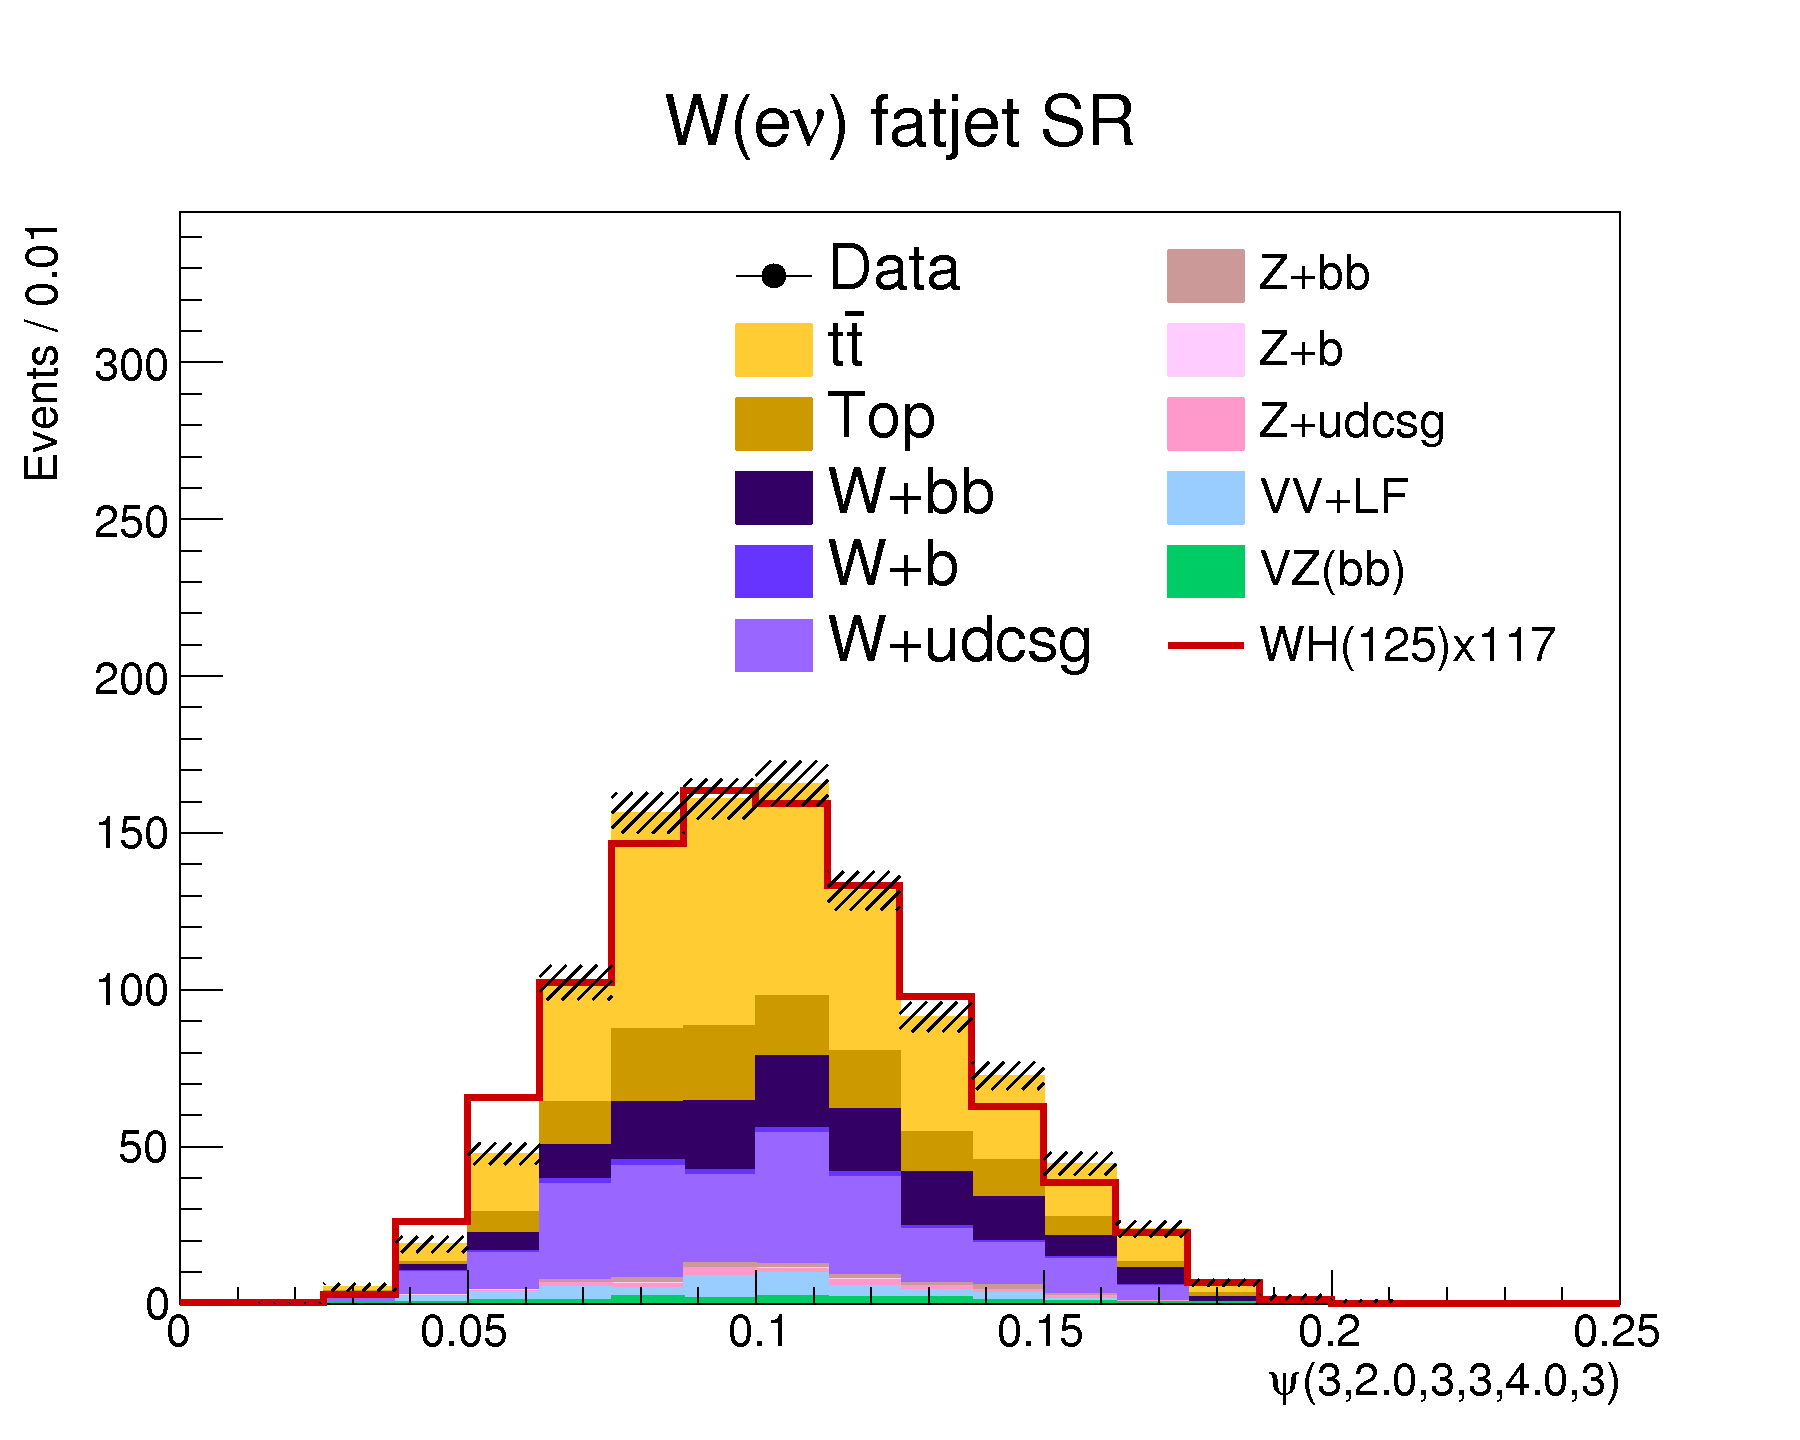 W(eν) fatjet SR
Events / 0.01
Data
tt̄
Top
W+bb
W+b
W+udcsg
Z+bb
Z+b
Z+udcsg
VV+LF
VZ(bb)
WH(125)x117
300
250
200
150
100
50
0
0 0.05 0.1 0.15 0.2 0.25
ψ(3,2.0,3,3,4.0,3)